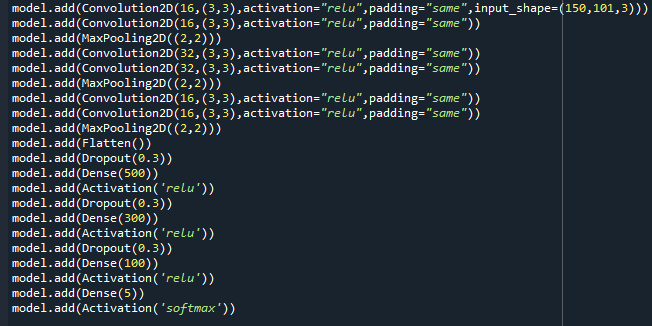 model.add(Convolution2D(16,(3,3),activation="relu",padding="same",input_shape=(150,101,3)))
model.add(Convolution2D(16,(3,3),activation="relu",padding="same"))
model.add(MaxPooling2D((2,2)))
model.add(Convolution2D(32,(3,3),activation="relu",padding="same"))
model.add(Convolution2D(32,(3,3),activation="relu",padding="same"))
model.add(MaxPooling2D((2,2)))
model.add(Convolution2D(16,(3,3),activation="relu",padding="same"))
model.add(Convolution2D(16,(3,3),activation="relu",padding="same"))
model.add(MaxPooling2D((2,2)))
model.add(Flatten())
model.add(Dropout(0.3))
model.add(Dense(500))
model.add(Activation('relu'))
model.add(Dropout(0.3))
model.add(Dense(300))
model.add(Activation('relu'))
model.add(Dropout(0.3))
model.add(Dense(100))
model.add(Activation('relu'))
model.add(Dense(5))
model.add(Activation('softmax'))